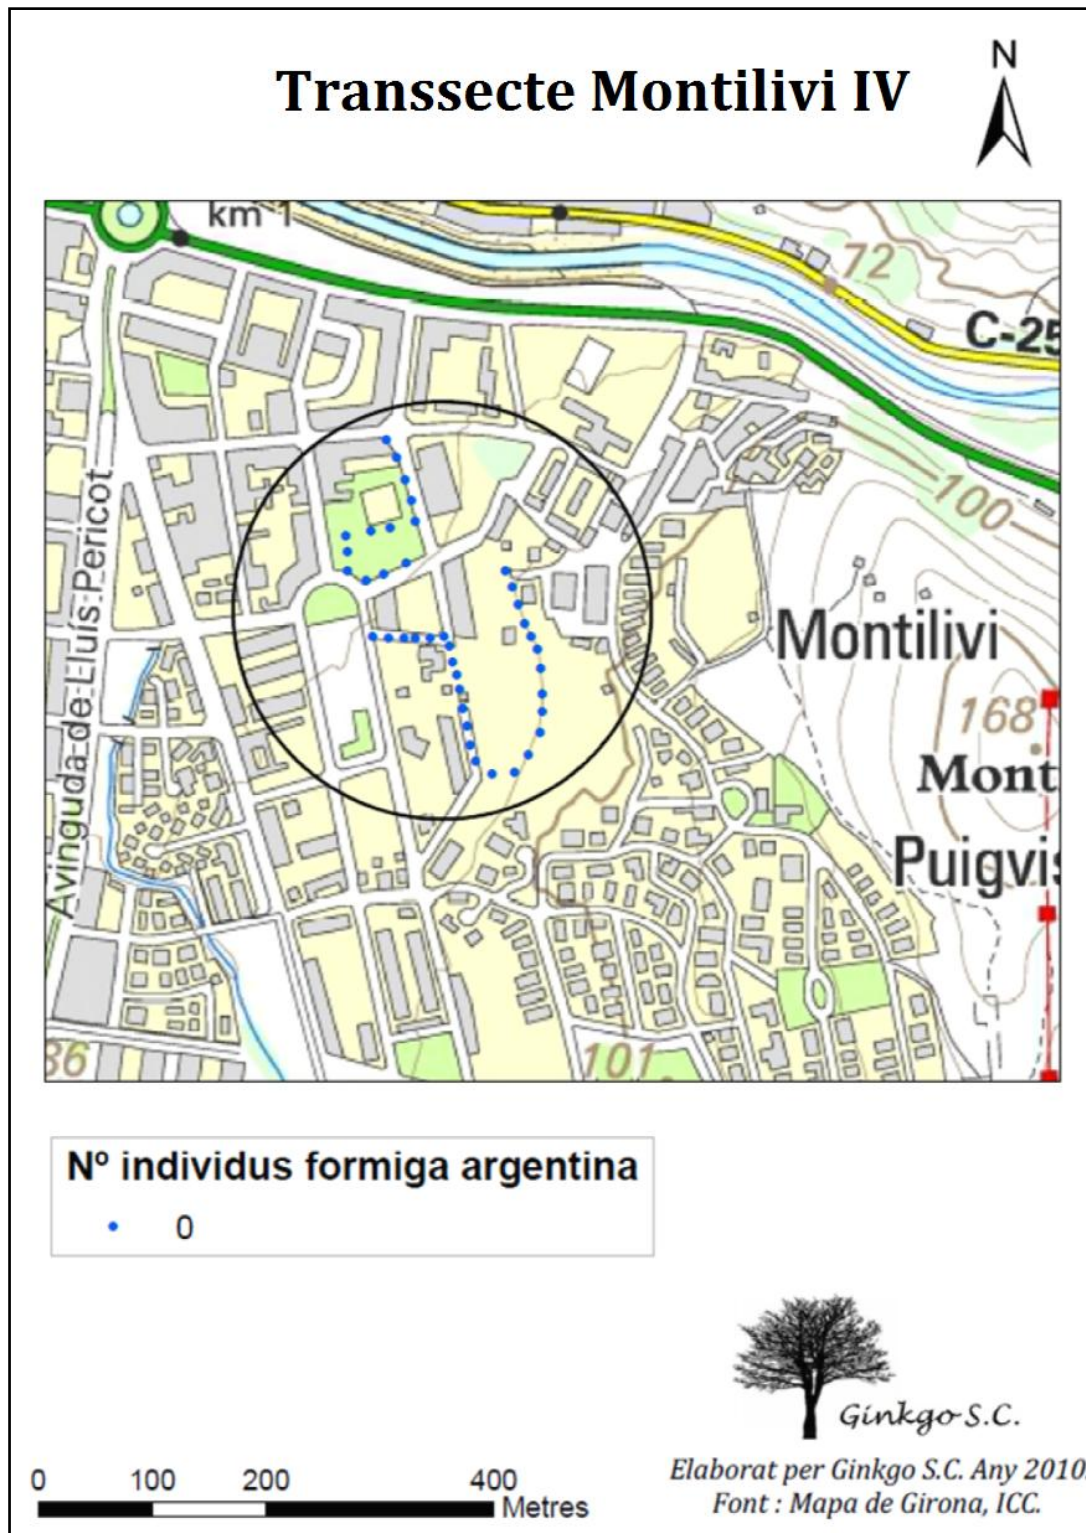 Transsecte Montilivi IV
N
km 1
72
C-25
Avinguda de Lluís Pericot
100
Montilivi
168
Mont
Puigvis
86
101
Nº individus formiga argentina
0
Ginkgo S.C.
0 100 200 400
Metres
Elaborat per Ginkgo S.C. Any 2010.
Font : Mapa de Girona, ICC.